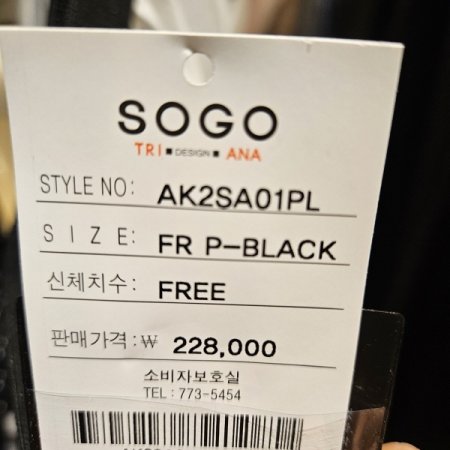 SOGO
TRI ■ DESIGN ■ ANA
STYLE NO: AK2SA01PL
S I Z E: FR P-BLACK
신체치수: FREE
판매가격:₩ 228,000
소비자보호실
TEL : 773-5454